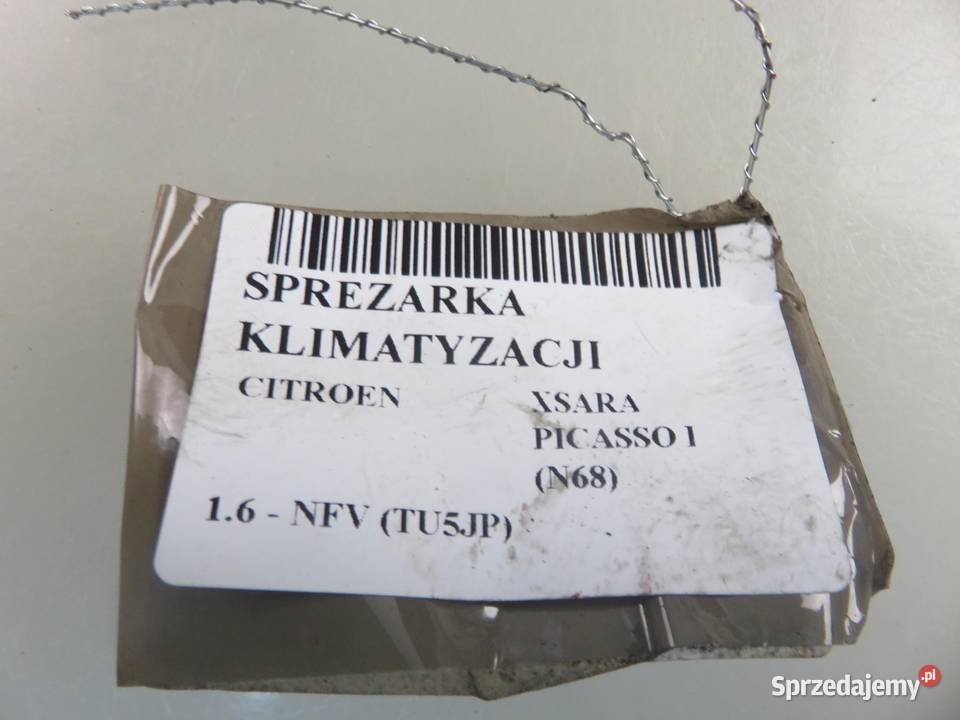 SPREZARKA
KLIMATYZACJI
CITROEN XSARA
PICASSO I
(N68)
1.6 - NFV (TU5JP)
Sprzedajemy.pl